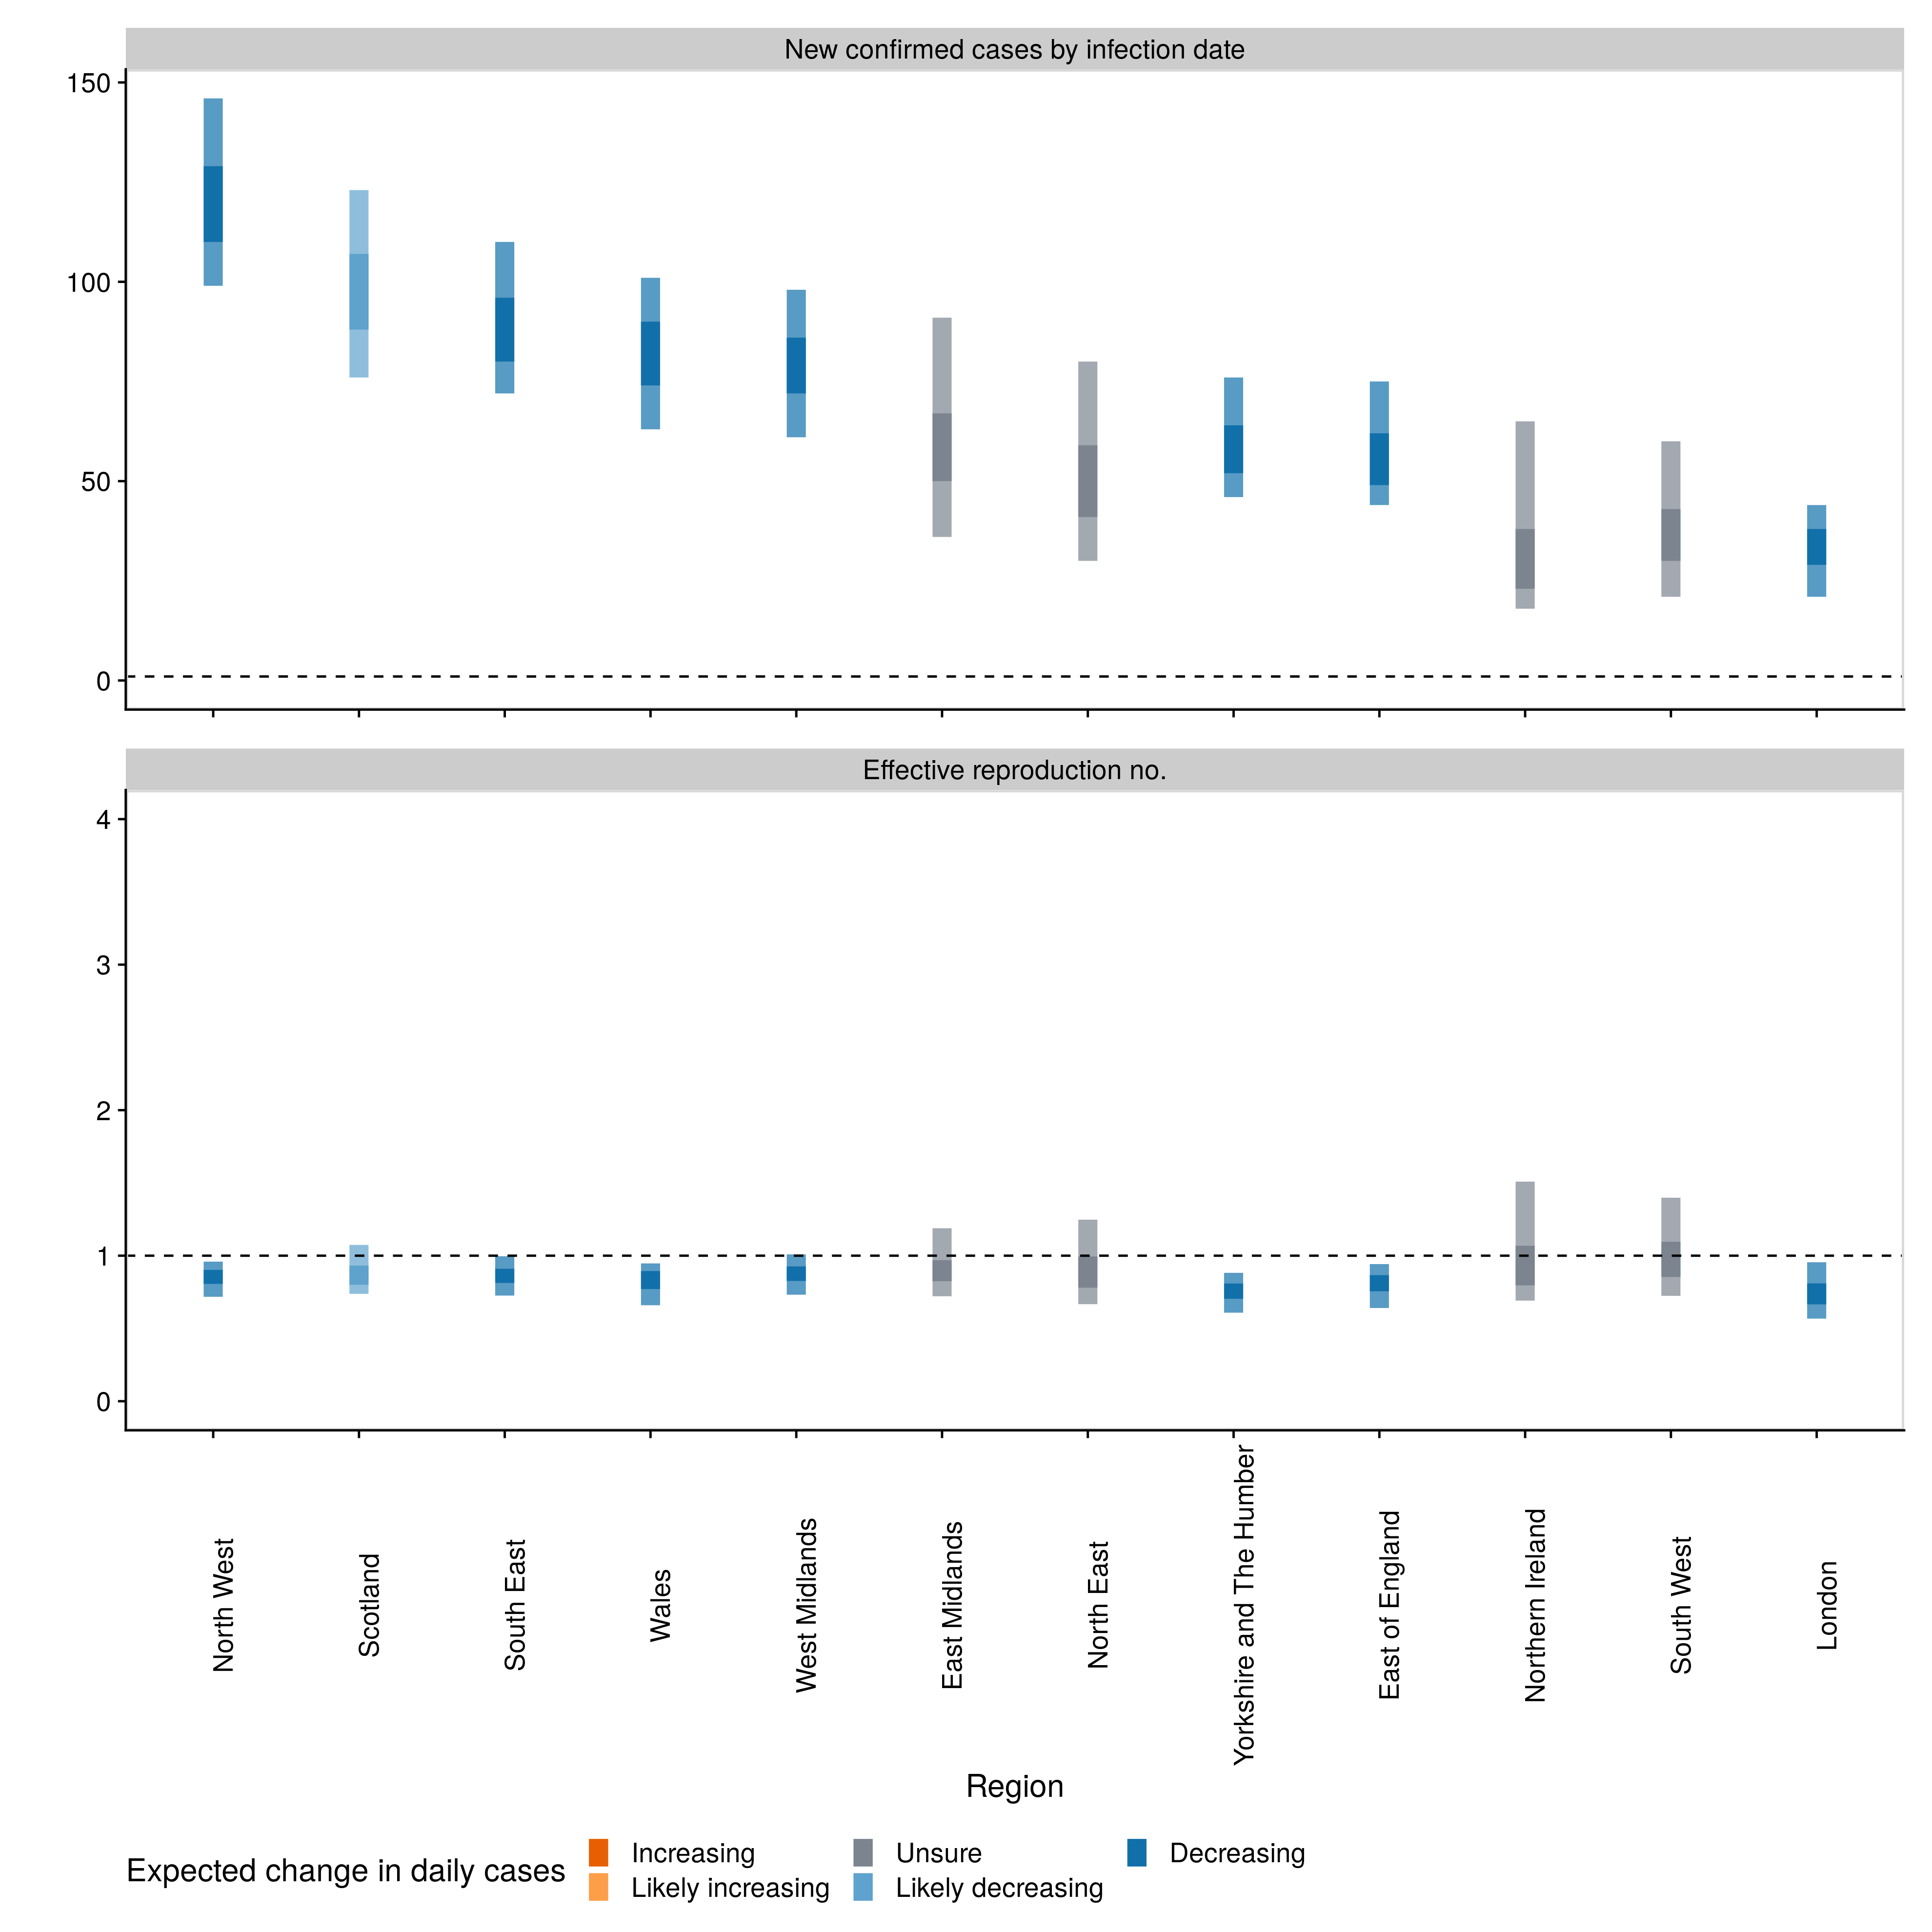 New confirmed cases by infection date
150
100
50
0
Effective reproduction no.
4
3
2
1
0
North West
Scotland
South East
Wales
West Midlands
East Midlands
North East
Yorkshire and The Humber
East of England
Northern Ireland
South West
London
Region
Expected change in daily cases
Increasing
Likely increasing
Unsure
Likely decreasing
Decreasing